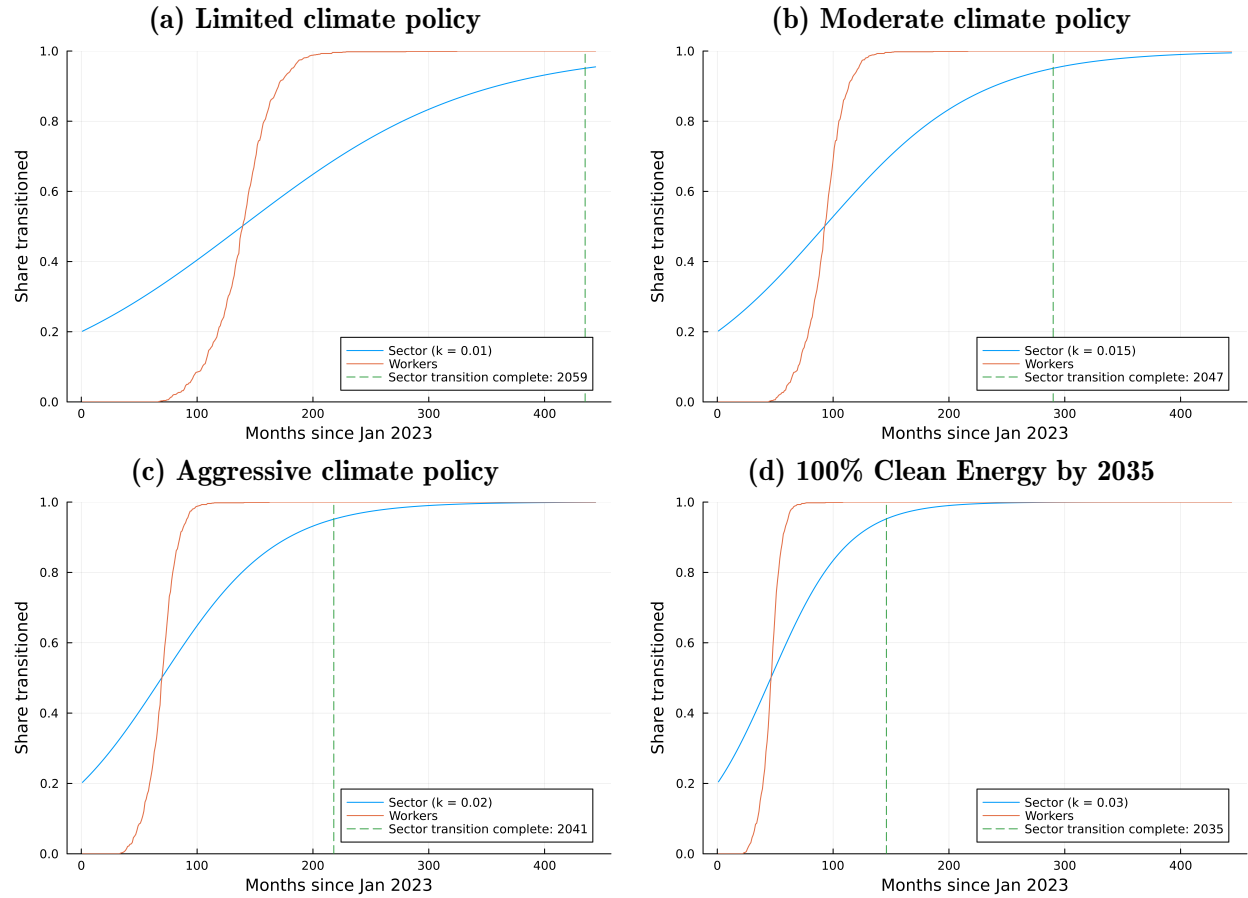 (a) Limited climate policy
1.0
0.8
0.6
0.4
0.2
0.0
Share transitioned
0
100
200
300
400
Months since Jan 2023
Sector (k = 0.01)
Workers
Sector transition complete: 2059
(b) Moderate climate policy
1.0
0.8
0.6
0.4
0.2
0.0
Share transitioned
0
100
200
300
400
Months since Jan 2023
Sector (k = 0.015)
Workers
Sector transition complete: 2047
(c) Aggressive climate policy
1.0
0.8
0.6
0.4
0.2
0.0
Share transitioned
0
100
200
300
400
Months since Jan 2023
Sector (k = 0.02)
Workers
Sector transition complete: 2041
(d) 100% Clean Energy by 2035
1.0
0.8
0.6
0.4
0.2
0.0
Share transitioned
0
100
200
300
400
Months since Jan 2023
Sector (k = 0.03)
Workers
Sector transition complete: 2035